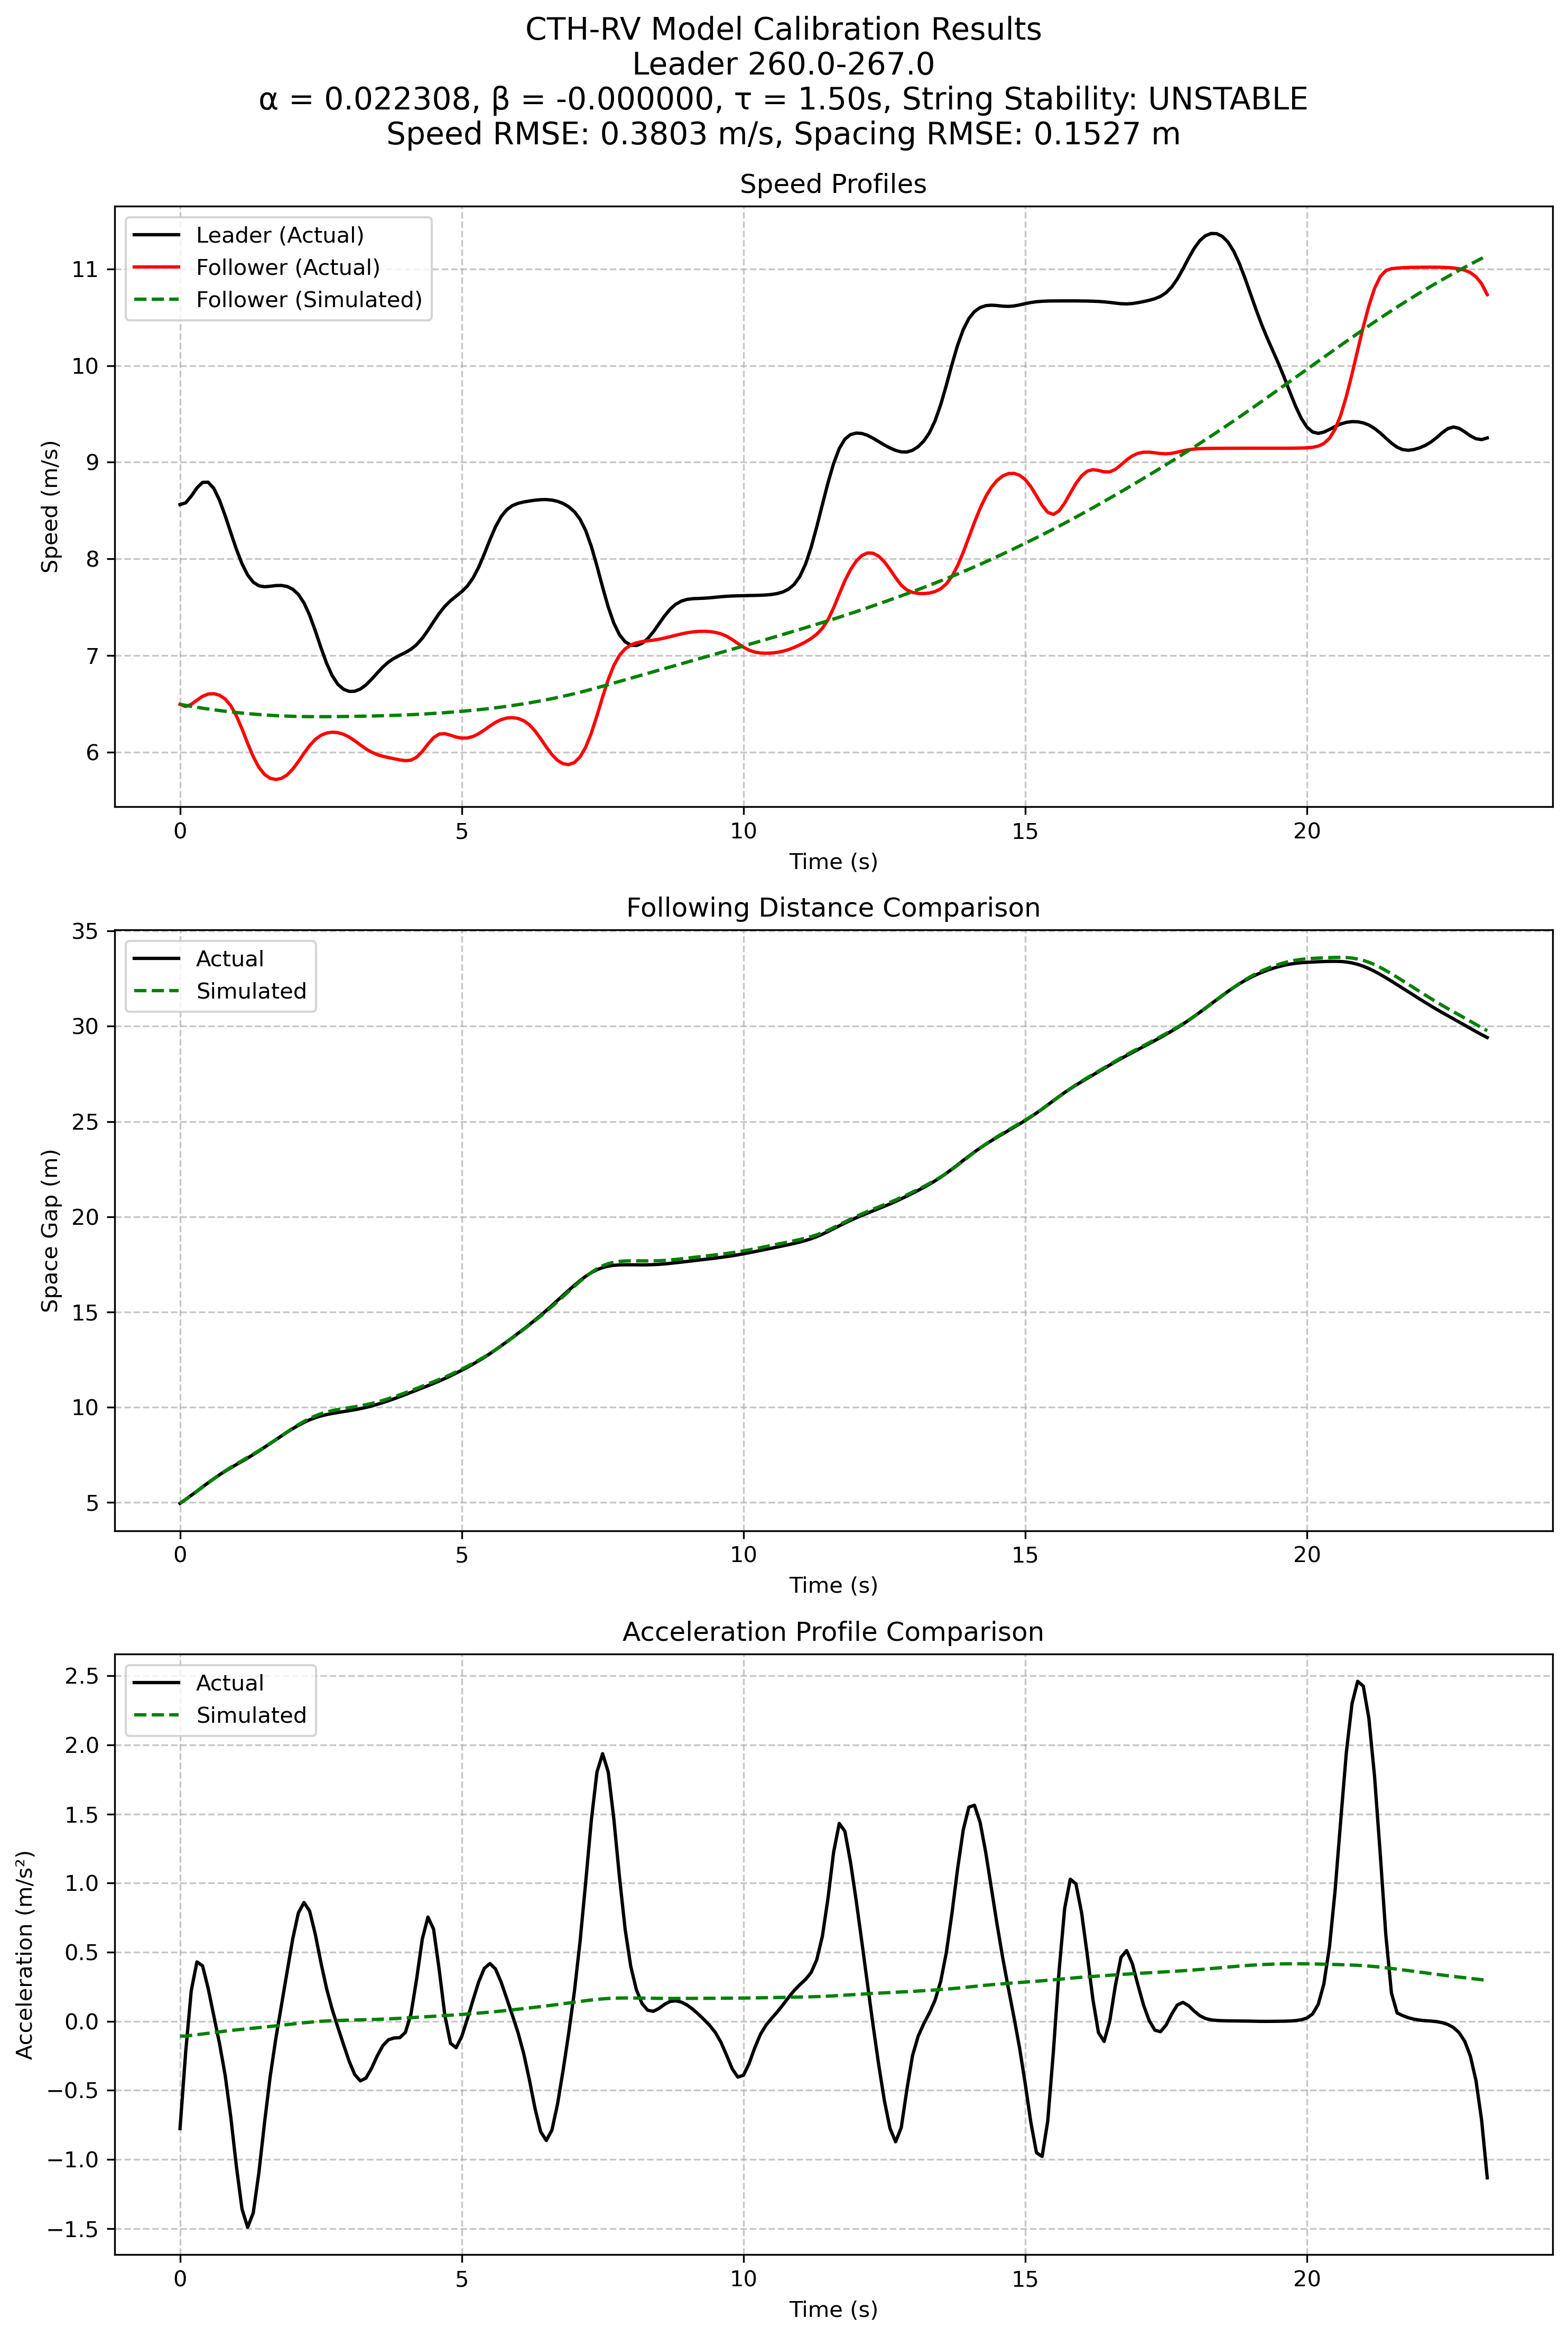 CTH-RV Model Calibration Results
Leader 260.0-267.0
α = 0.022308, β = -0.000000, τ = 1.50s, String Stability: UNSTABLE
Speed RMSE: 0.3803 m/s, Spacing RMSE: 0.1527 m
Speed Profiles
Leader (Actual)
Follower (Actual)
Follower (Simulated)
Speed (m/s)
11
10
9
8
7
6
0 5 10 15 20
Time (s)
Following Distance Comparison
Actual
Simulated
Space Gap (m)
35
30
25
20
15
10
5
0 5 10 15 20
Time (s)
Acceleration Profile Comparison
Actual
Simulated
Acceleration (m/s²)
2.5
2.0
1.5
1.0
0.5
0.0
−0.5
−1.0
−1.5
0 5 10 15 20
Time (s)